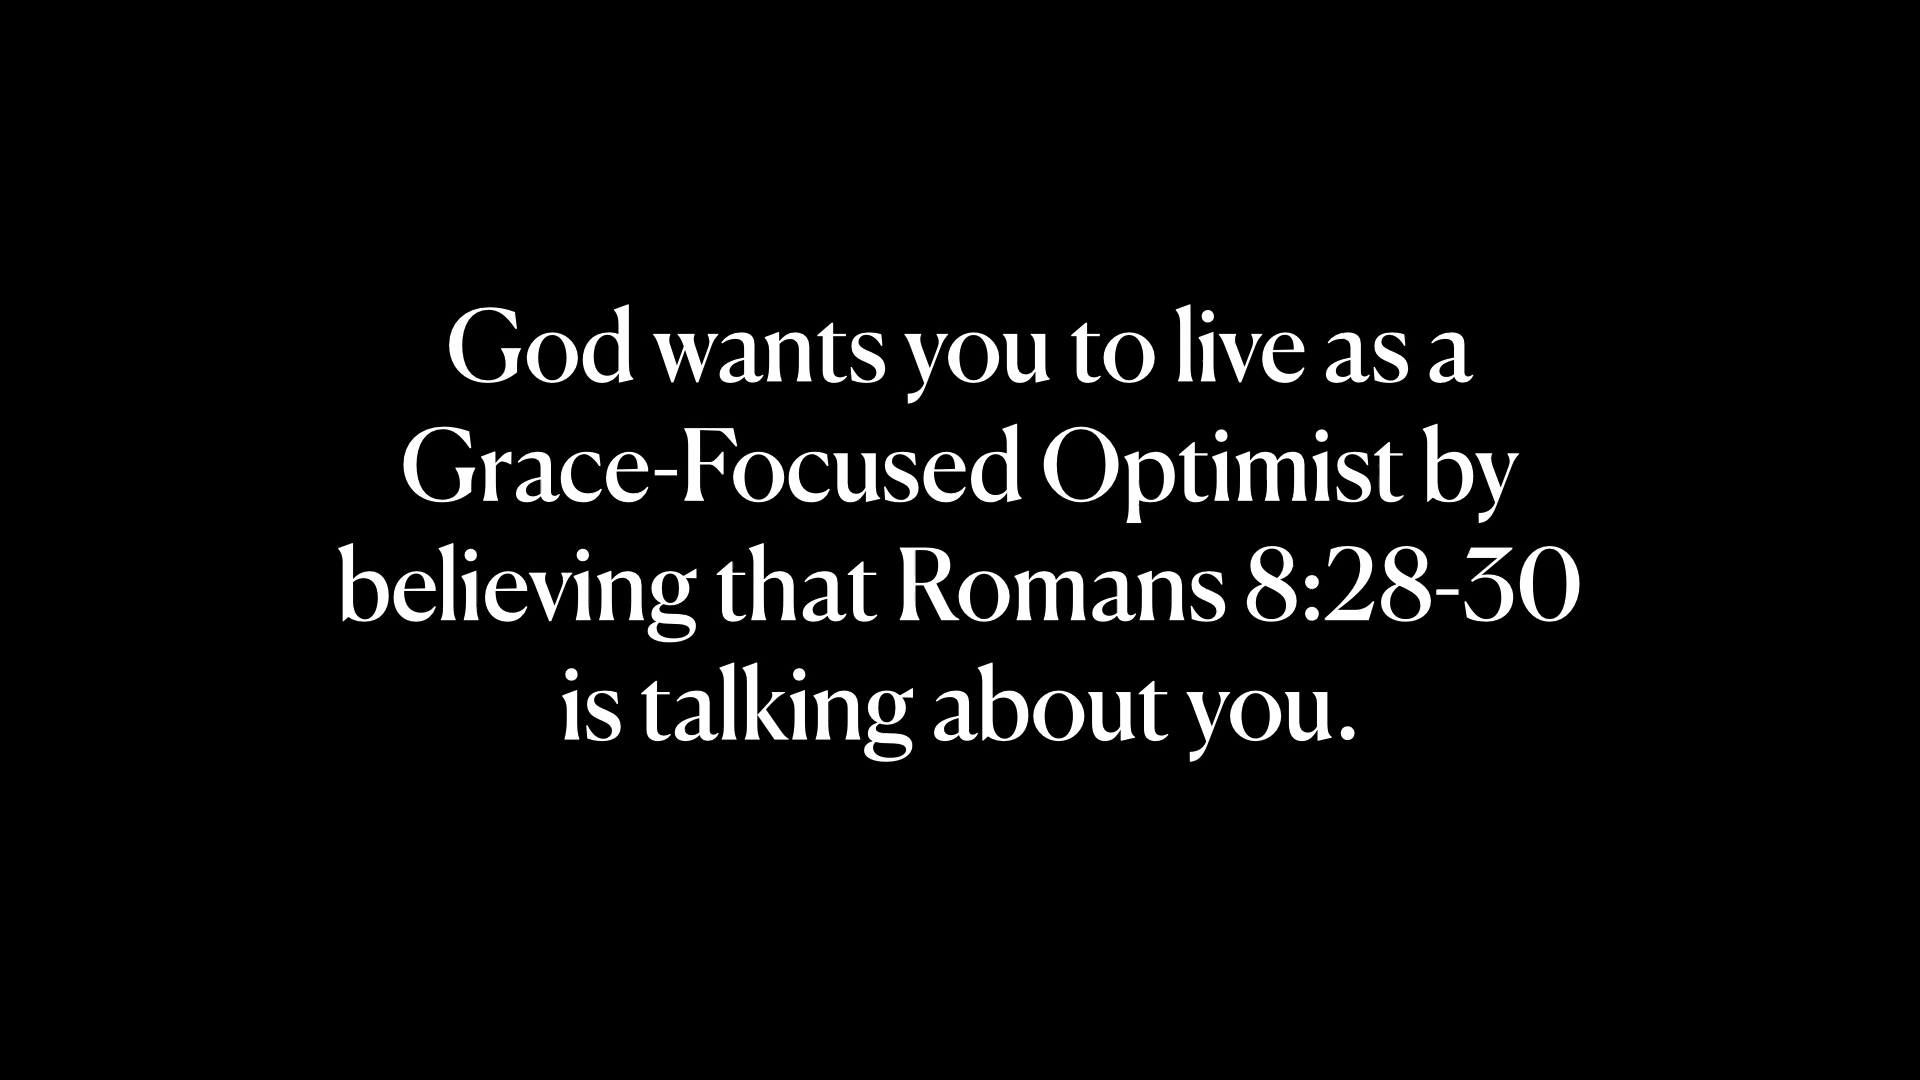 God wants you to live as a
Grace-Focused Optimist by
believing that Romans 8:28-30
is talking about you.